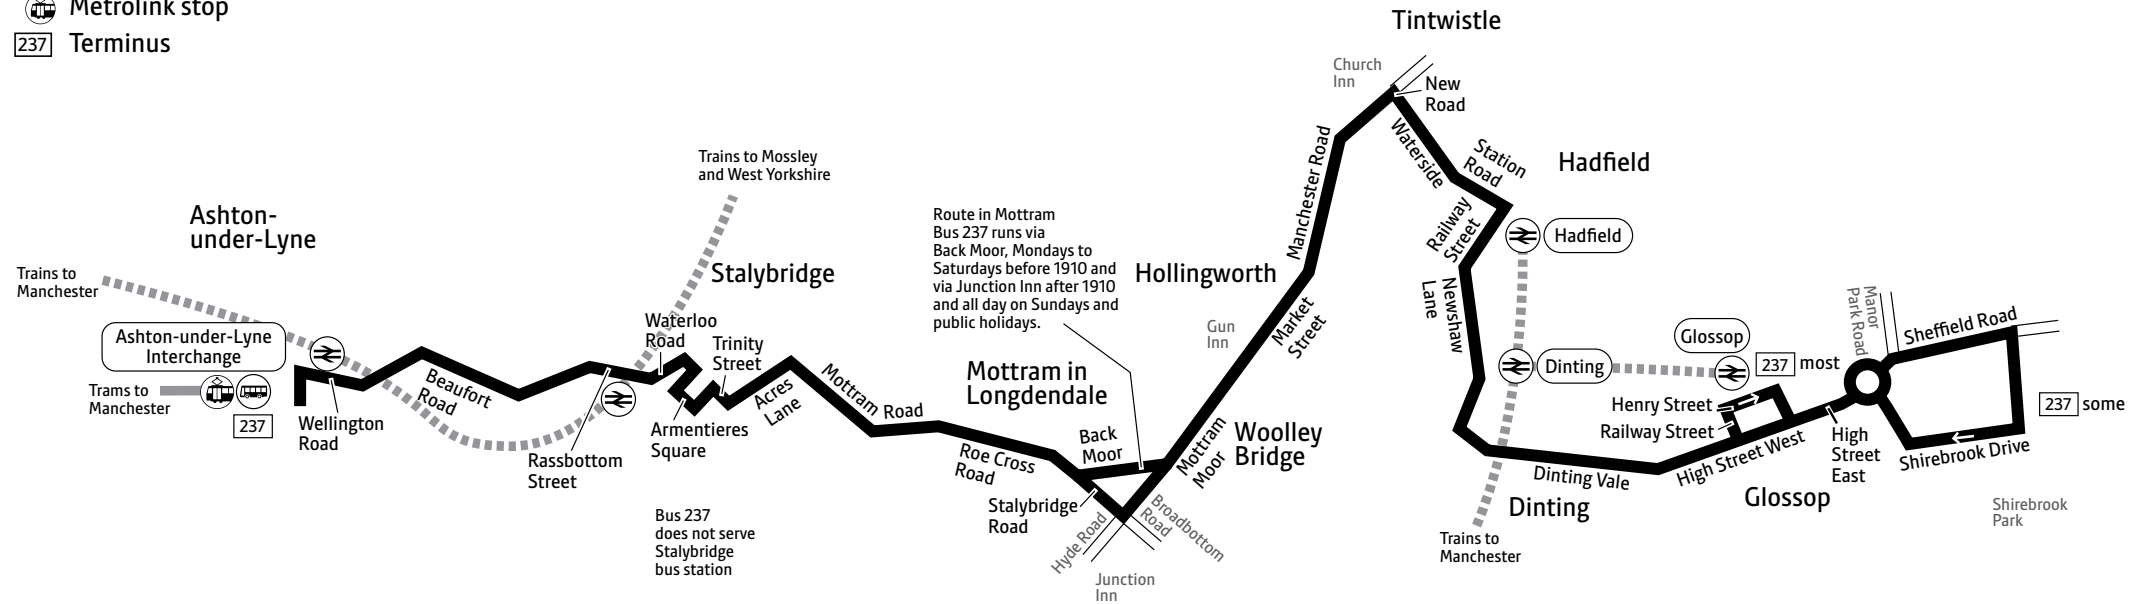 Metrolink stop
237 Terminus
Tintwistle
Church
Inn
New
Road
Waterside
Station
Road
Hadfield
Manchester Road
Railway
Street
Hadfield
Trains to Mossley
and West Yorkshire
Ashton-
under-Lyne
Route in Mottram
Bus 237 runs via
Back Moor, Mondays to
Saturdays before 1910 and
via Junction Inn after 1910
and all day on Sundays and
public holidays.
Trains to
Manchester
Stalybridge
Hollingworth
Newshaw
Lane
Manor
Park Road
Sheffield Road
Ashton-under-Lyne
Interchange
Waterloo
Road
Trinity
Street
Gun
Inn
Market
Street
Glossop
237 most
Dinting
Trams to
Manchester
237
Wellington
Road
Beaufort
Road
Acres
Lane
Mottram Road
Mottram in
Longdendale
Henry Street
Railway Street
237 some
Armentieres
Square
Rassbottom
Street
Back
Moor
Mottram
Moor
Woolley
Bridge
High Street West
High
Street
East
Shirebrook Drive
Roe Cross
Road
Dinting Vale
Glossop
Stalybridge
Road
Hyde Road
Broadbottom
Road
Dinting
Shirebrook
Park
Bus 237
does not serve
Stalybridge
bus station
Trains to
Manchester
Junction
Inn